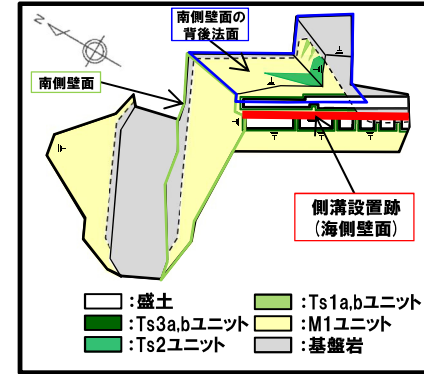 N
南側壁面の
背後法面
南側壁面
側溝設置跡
(海側壁面)
:盛土
:Ts1a,bユニット
:Ts3a,bユニット
:M1ユニット
:Ts2ユニット
:基盤岩